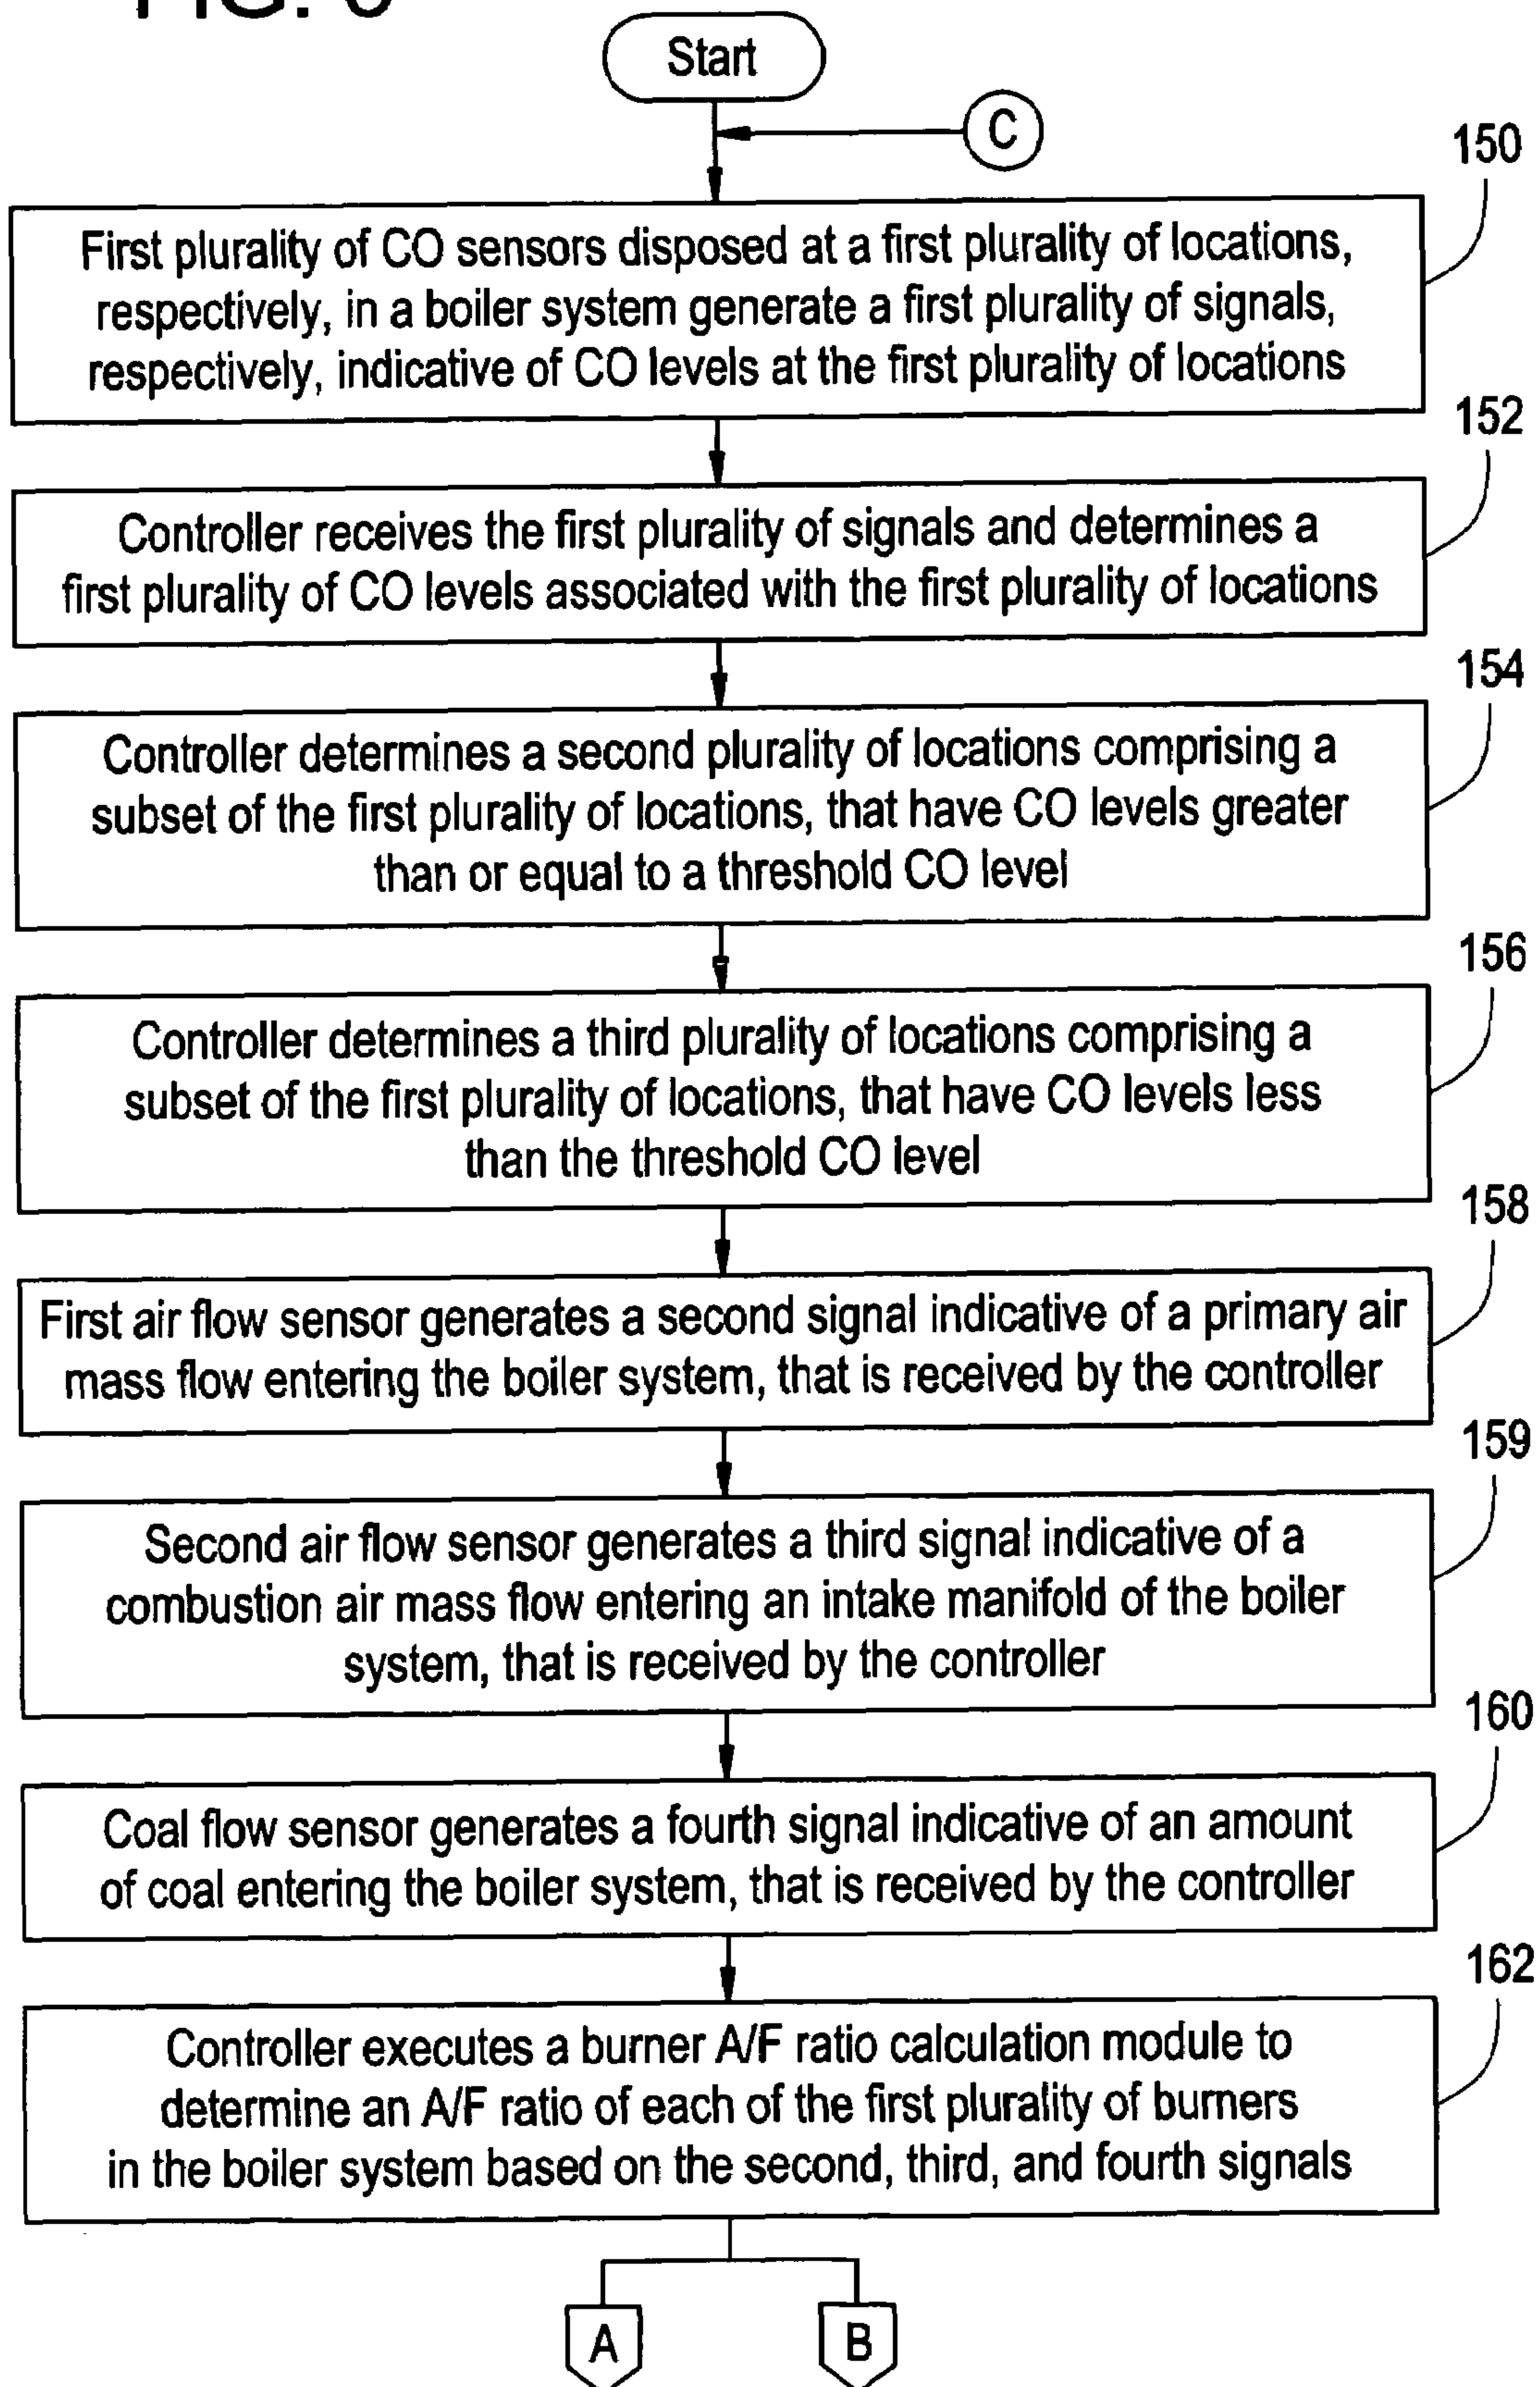 Start
C
150
First plurality of CO sensors disposed at a first plurality of locations,
respectively, in a boiler system generate a first plurality of signals,
respectively, indicative of CO levels at the first plurality of locations
152
Controller receives the first plurality of signals and determines a
first plurality of CO levels associated with the first plurality of locations
154
Controller determines a second plurality of locations comprising a
subset of the first plurality of locations, that have CO levels greater
than or equal to a threshold CO level
156
Controller determines a third plurality of locations comprising a
subset of the first plurality of locations, that have CO levels less
than the threshold CO level
158
First air flow sensor generates a second signal indicative of a primary air
mass flow entering the boiler system, that is received by the controller
159
Second air flow sensor generates a third signal indicative of a
combustion air mass flow entering an intake manifold of the boiler
system, that is received by the controller
160
Coal flow sensor generates a fourth signal indicative of an amount
of coal entering the boiler system, that is received by the controller
162
Controller executes a burner A/F ratio calculation module to
determine an A/F ratio of each of the first plurality of burners
in the boiler system based on the second, third, and fourth signals
A
B